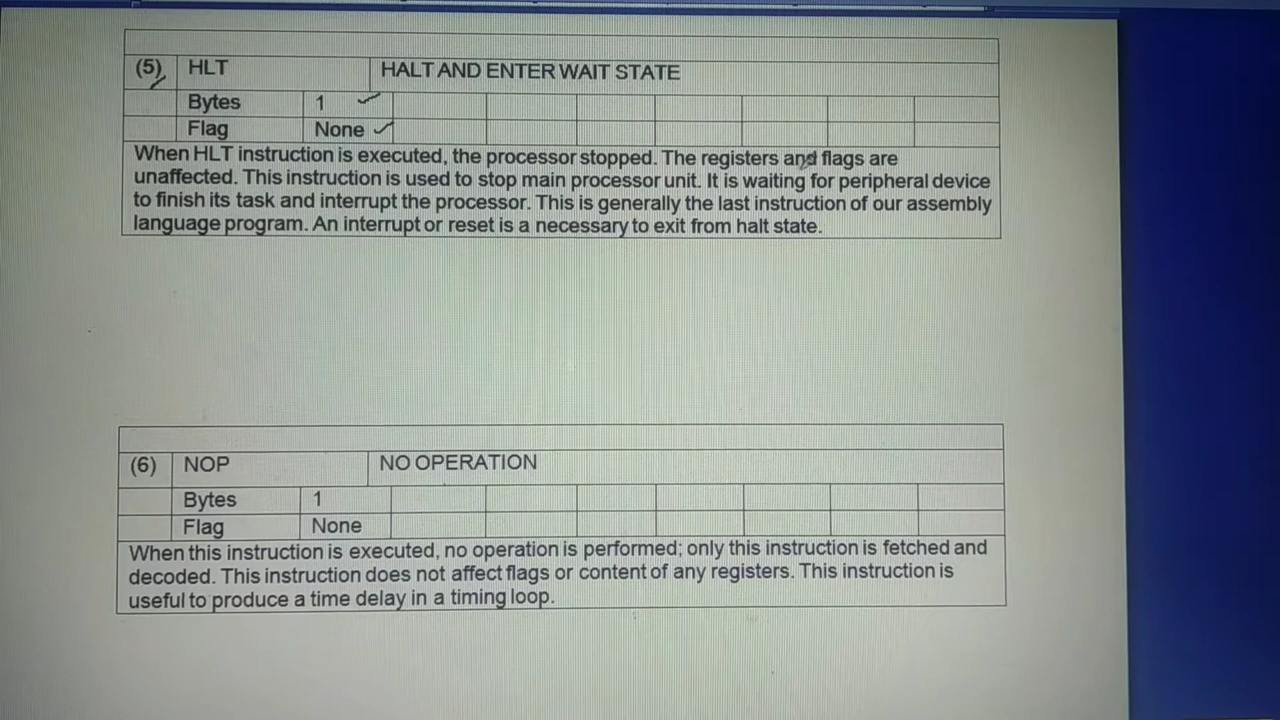 (5) HLT HALT AND ENTER WAIT STATE
Bytes 1
Flag None
When HLT instruction is executed, the processor stopped. The registers and flags are
unaffected. This instruction is used to stop main processor unit. It is waiting for peripheral device
to finish its task and interrupt the processor. This is generally the last instruction of our assembly
language program. An interrupt or reset is a necessary to exit from halt state.
(6) NOP NO OPERATION
Bytes 1
Flag None
When this instruction is executed, no operation is performed; only this instruction is fetched and
decoded. This instruction does not affect flags or content of any registers. This instruction is
useful to produce a time delay in a timing loop.